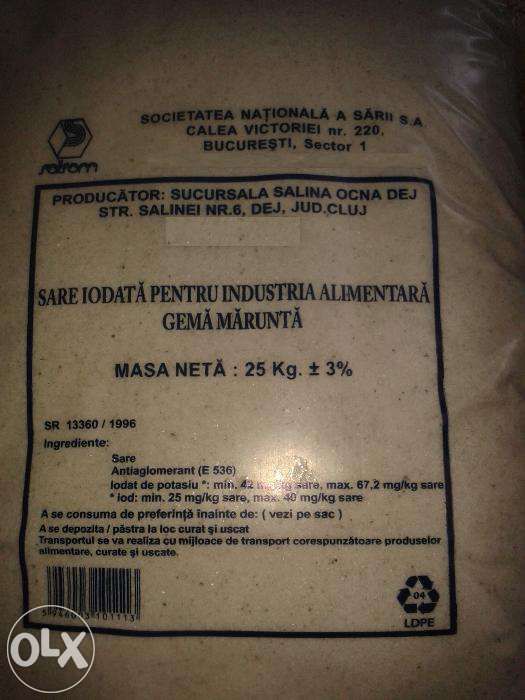 salrom
SOCIETATEA NAȚIONALĂ A SĂRII S.A
CALEA VICTORIEI nr. 220,
BUCUREȘTI, Sector 1
PRODUCĂTOR: SUCURSALA SALINA OCNA DEJ
STR. SALINEI NR.6, DEJ, JUD.CLUJ
SARE IODATĂ PENTRU INDUSTRIA ALIMENTARĂ
GEMĂ MĂRUNTĂ
MASA NETĂ : 25 Kg. ± 3%
SR 13360 / 1996
Ingrediente:
Sare
Antiaglomerant (E 536)
Iodat de potasiu *: min. 42 mg/kg sare, max. 67,2 mg/kg sare
* iod: min. 25 mg/kg sare, max. 40 mg/kg sare
A se consuma de preferință înainte de: ( vezi pe sac )
A se depozita / păstra la loc curat și uscat
Transportul se va realiza cu mijloace de transport corespunzătoare produselor
alimentare, curate și uscate.
04
LDPE
OLX